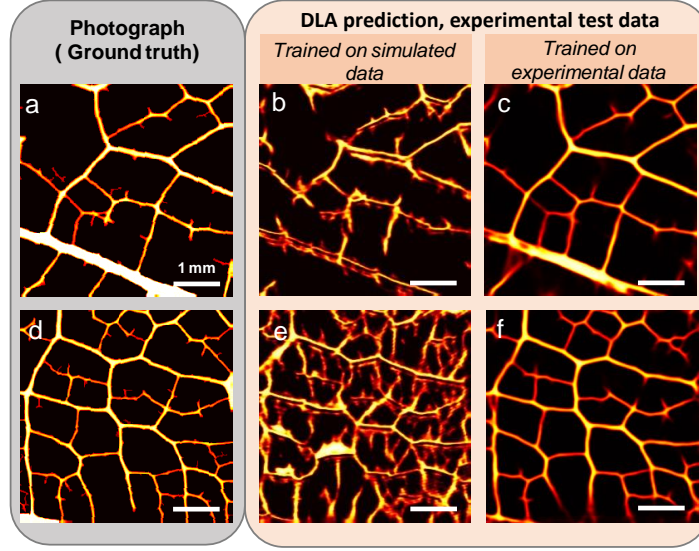 Photograph
( Ground truth)
DLA prediction, experimental test data
Trained on simulated
data
Trained on
experimental data
a
b
c
1 mm
d
e
f